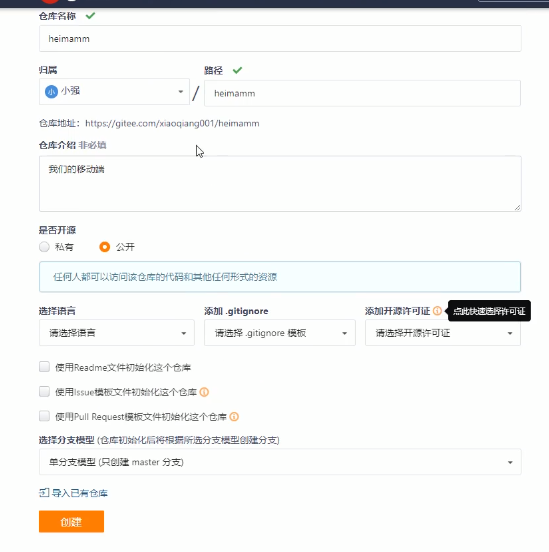 仓库名称
heimamm
归属 路径
小 小强 / heimamm
仓库地址：https://gitee.com/xiaoqiang001/heimamm
仓库介绍 非必填
我们的移动端
是否开源
私有 公开
任何人都可以访问该仓库的代码和其他任何形式的资源
选择语言 添加 .gitignore 添加开源许可证 点此快速选择许可证
请选择语言 请选择 .gitignore 模板 请选择开源许可证
使用Readme文件初始化这个仓库
使用Issue模板文件初始化这个仓库
使用Pull Request模板文件初始化这个仓库
选择分支模型 (仓库初始化后将根据所选分支模型创建分支)
单分支模型 (只创建 master 分支)
导入已有仓库
创建